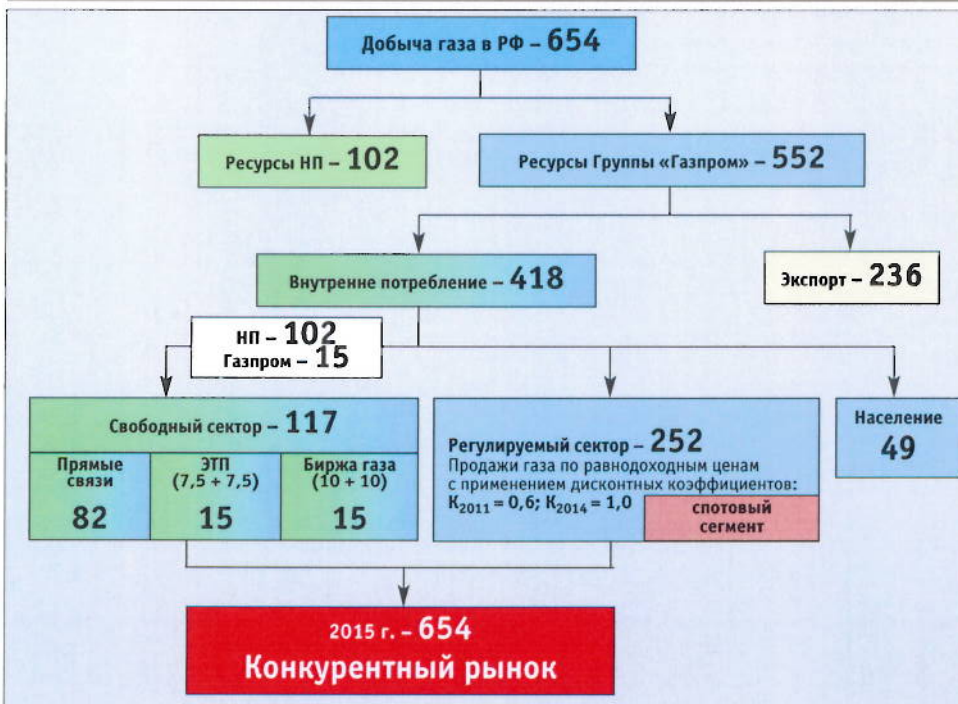 Добыча газа в РФ – 654
Ресурсы НП – 102
Ресурсы Группы «Газпром» – 552
Внутренне потребление – 418
Экспорт – 236
НП – 102
Газпром – 15
Свободный сектор – 117
Прямые
связи
82
ЭТП
(7,5 + 7,5)
15
Биржа газа
(10 + 10)
15
Регулируемый сектор – 252
Продажи газа по равнодоходным ценам
с применением дисконтных коэффициентов:
K2011 = 0,6; K2014 = 1,0
спотовый
сегмент
Население
49
2015 г. – 654
Конкурентный рынок